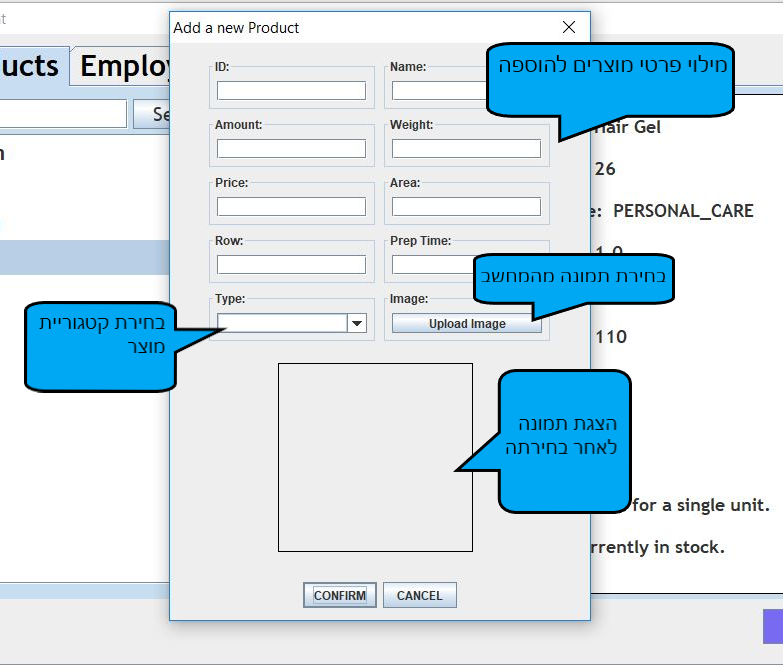 Add a new Product
ucts Emplo
ID:
Name:
מילוי פרטי מוצרים להוספה
Se
Amount:
Weight:
Hair Gel
26
Price:
Area:
e: PERSONAL_CARE
Row:
Prep Time:
1.0
בחירת תמונה מהמחשב
Type:
Image:
Upload Image
בחירת קטגוריית
מוצר
110
הצגת תמונה
לאחר בחירתה
for a single unit.
rrently in stock.
CONFIRM
CANCEL